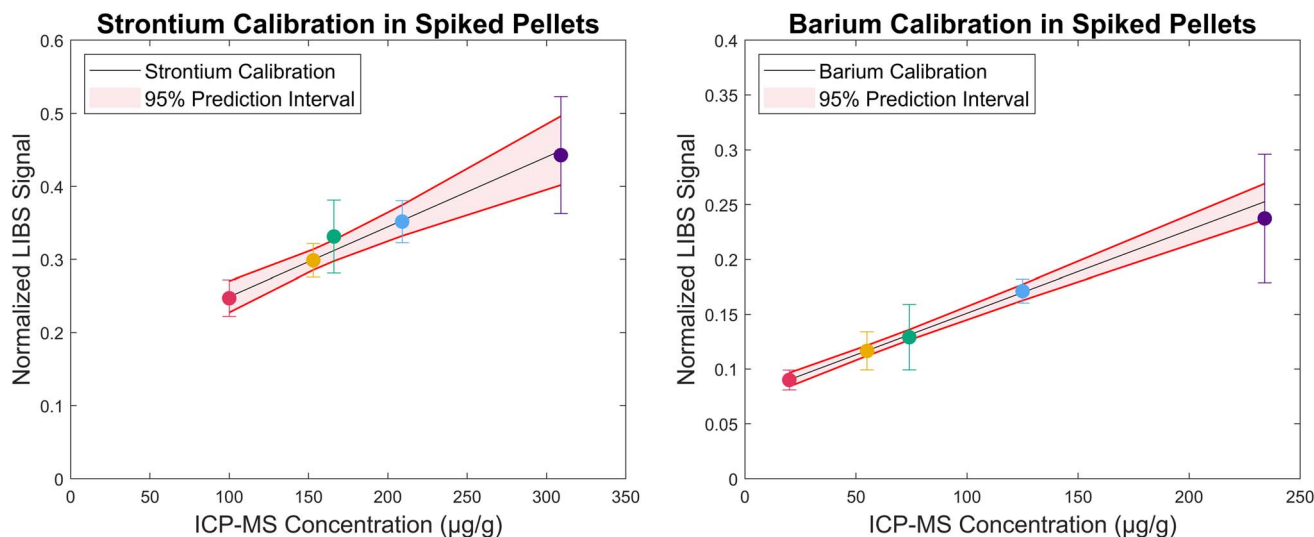 Strontium Calibration in Spiked Pellets
Strontium Calibration
95% Prediction Interval
Normalized LIBS Signal
0.6
0.5
0.4
0.3
0.2
0.1
0
0 50 100 150 200 250 300 350
ICP-MS Concentration (µg/g)
Barium Calibration in Spiked Pellets
Barium Calibration
95% Prediction Interval
Normalized LIBS Signal
0.4
0.35
0.3
0.25
0.2
0.15
0.1
0.05
0
0 50 100 150 200 250
ICP-MS Concentration (µg/g)